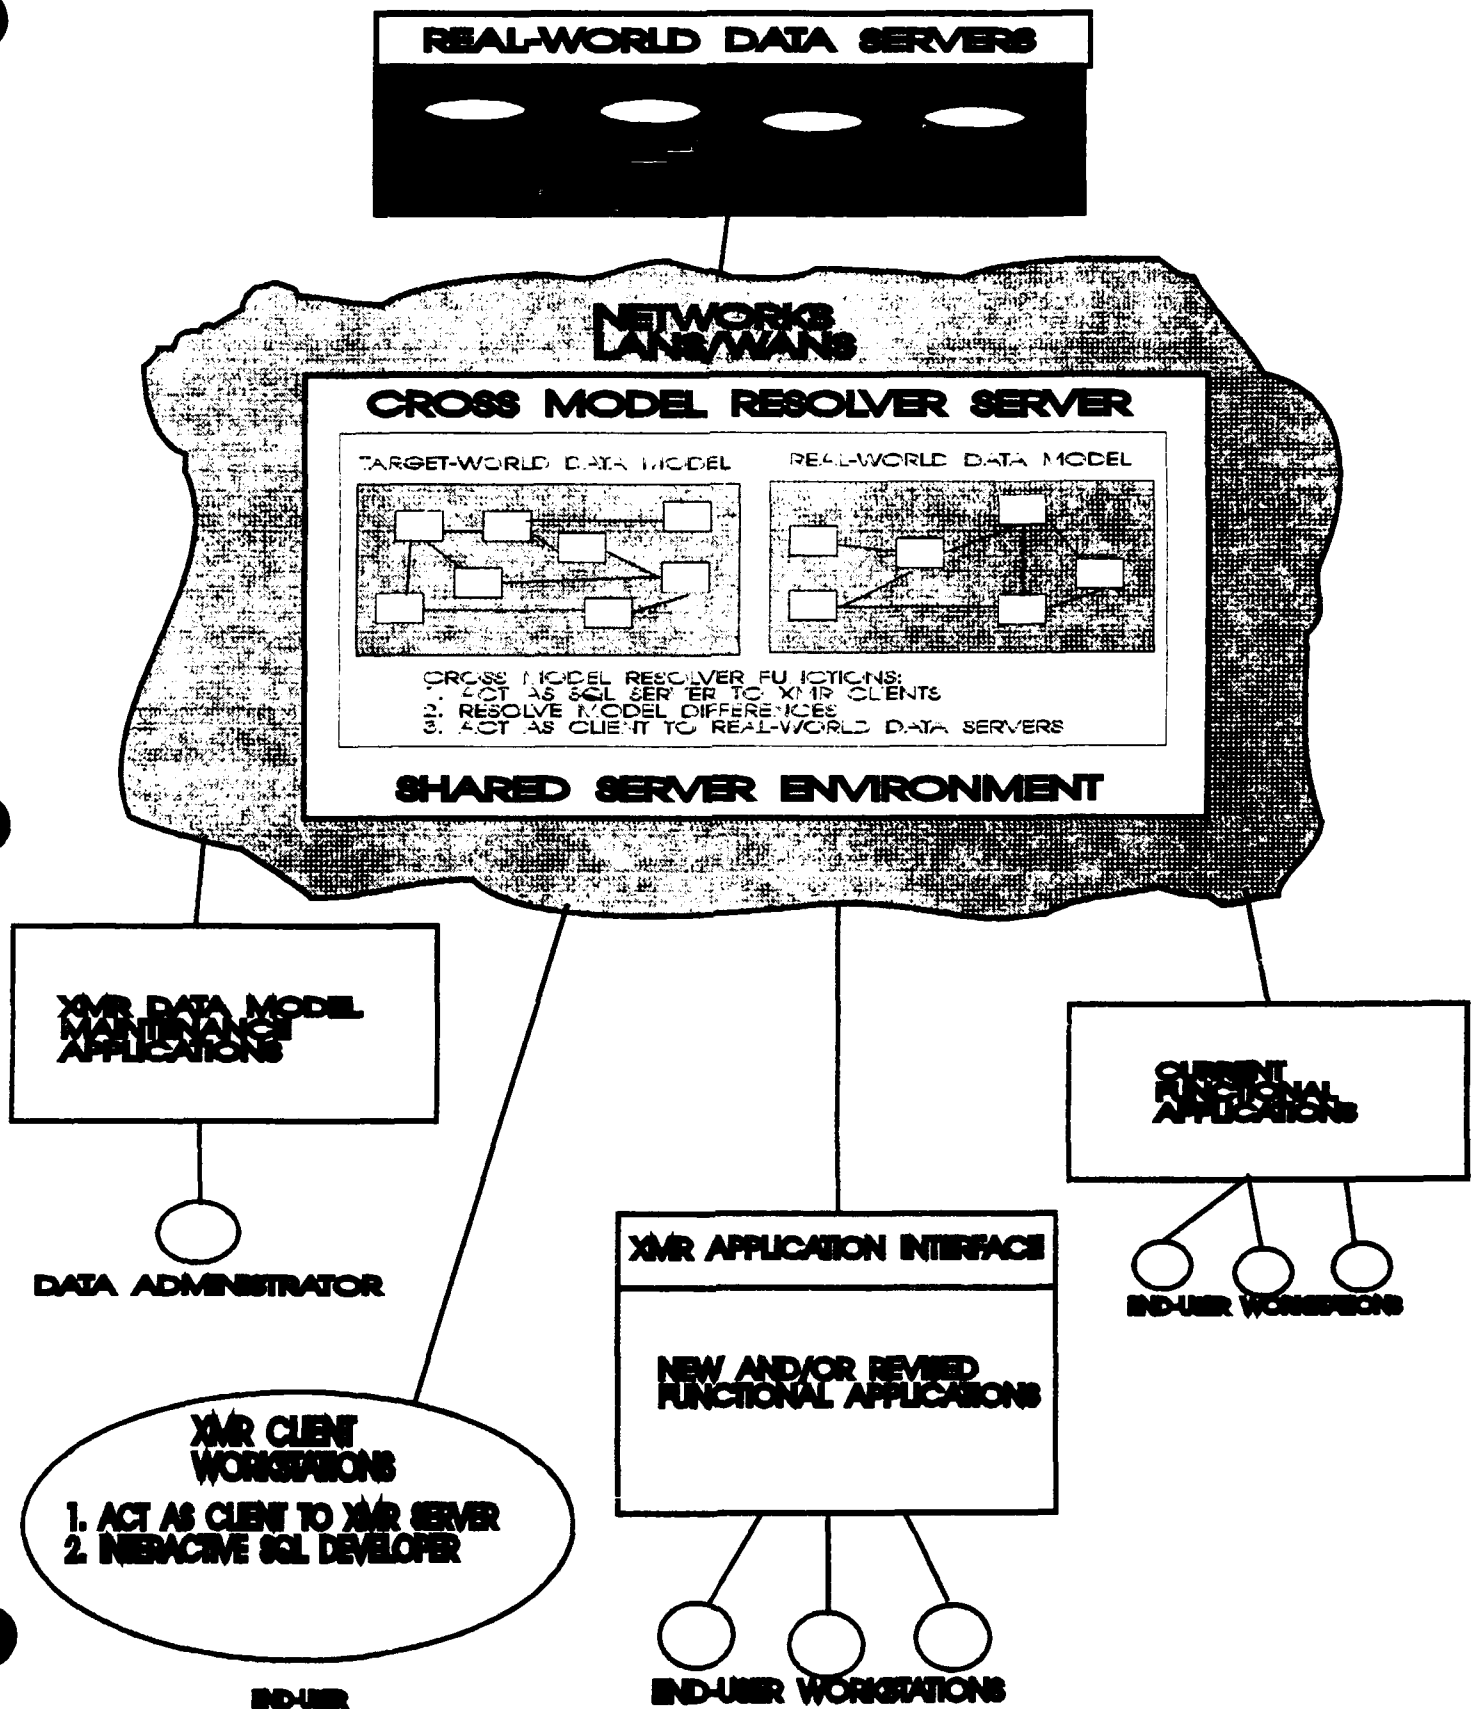 REAL-WORLD DATA SERVERS
NETWORKS
LANS/WANS
CROSS MODEL RESOLVER SERVER
TARGET-WORLD DATA MODEL
REAL-WORLD DATA MODEL
CROSS MODEL RESOLVER FUNCTIONS:
1. ACT AS SQL SERVER TO XMR CLIENTS
2. RESOLVE MODEL DIFFERENCES
3. ACT AS CLIENT TO REAL-WORLD DATA SERVERS
SHARED SERVER ENVIRONMENT
XMR DATA MODEL
MAINTENANCE
APPLICATIONS
DATA ADMINISTRATOR
CURRENT
FUNCTIONAL
APPLICATIONS
END-USER WORKSTATIONS
XMR APPLICATION INTERFACE
NEW AND/OR REVISED
FUNCTIONAL APPLICATIONS
END-USER WORKSTATIONS
XMR CLIENT
WORKSTATIONS
1. ACT AS CLIENT TO XMR SERVER
2. INTERACTIVE SQL DEVELOPER
END-USER